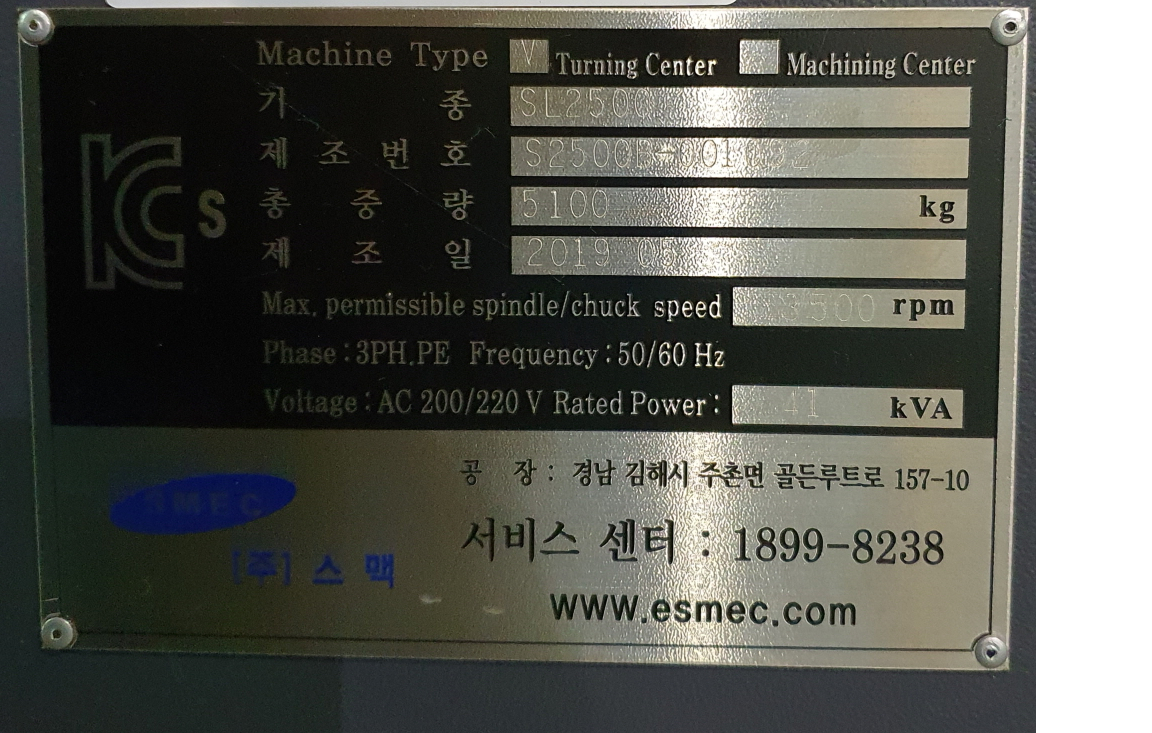 Machine Type V Turning Center Machining Center
기 종
제 조 번 호
총 중 량 5100 kg
제 조 일 2019
Max. permissible spindle/chuck speed 3500 rpm
Phase : 3PH.PE Frequency : 50/60 Hz
Voltage : AC 200/220 V Rated Power : 41 kVA
KCs
공 장 : 경남 김해시 주촌면 골든루트로 157-10
SMEC
서비스 센터 : 1899-8238
[주] 스 맥
www.esmec.com